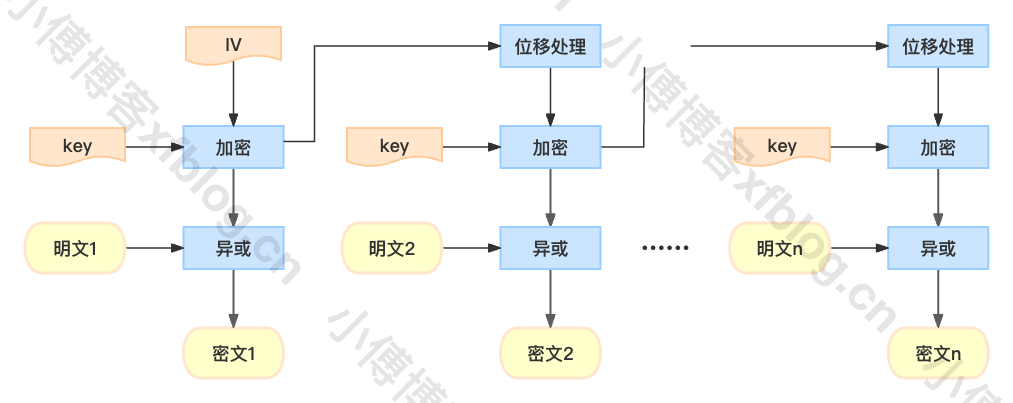 IV
位移处理
位移处理
key
加密
key
加密
key
加密
明文1
异或
明文2
异或
······
明文n
异或
密文1
密文2
密文n
小傅博客xfblog.cn
小傅博客xfblog.cn
小傅博客
小傅